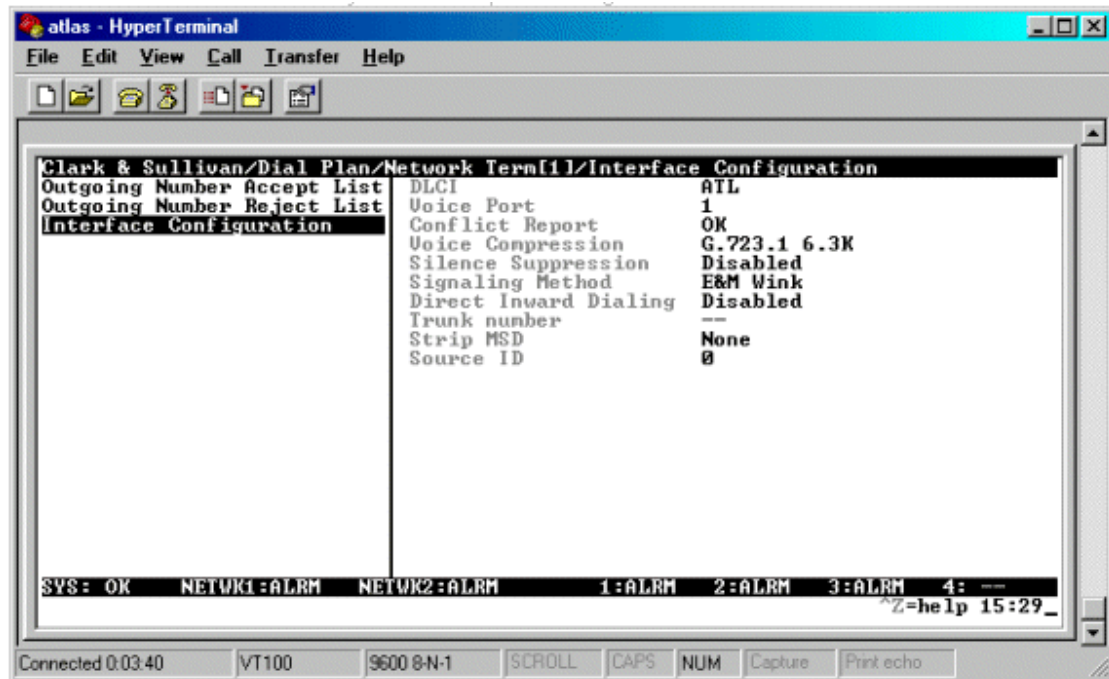 atlas - HyperTerminal
File Edit View Call Transfer Help
Clark & Sullivan/Dial Plan/Network Term[1]/Interface Configuration
Outgoing Number Accept List DLCI ATL
Outgoing Number Reject List Voice Port 1
Interface Configuration Conflict Report OK
Voice Compression G.723.1 6.3K
Silence Suppression Disabled
Signaling Method E&M Wink
Direct Inward Dialing Disabled
Trunk number --
Strip MSD None
Source ID 0
SYS: OK NETWK1:ALRM NETWK2:ALRM 1:ALRM 2:ALRM 3:ALRM 4: --
^Z=help 15:29_
Connected 0:03:40 VT100 9600 8-N-1 SCROLL CAPS NUM Capture Print echo